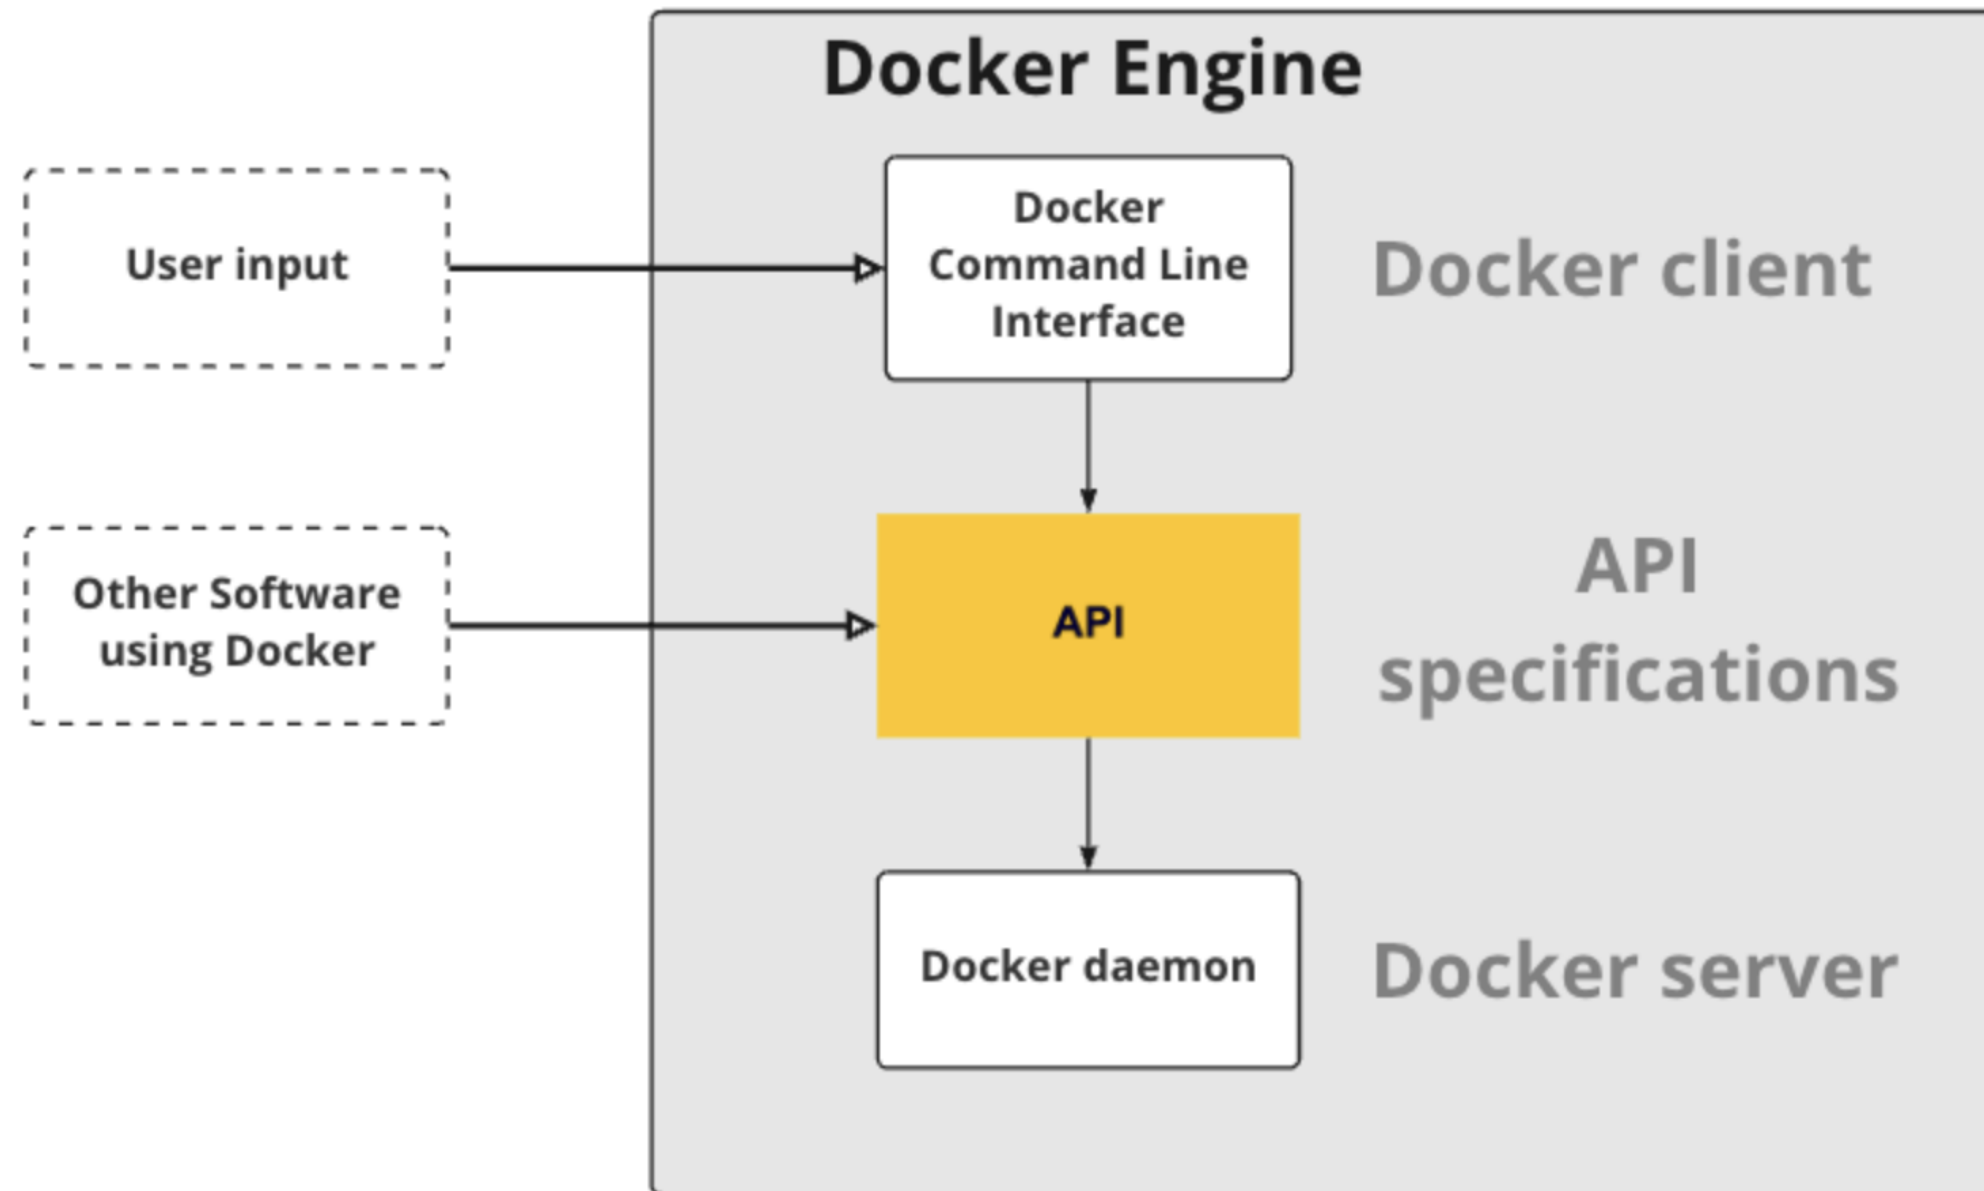 Docker Engine
User input
Docker
Command Line
Interface
Docker client
Other Software
using Docker
API
API
specifications
Docker daemon
Docker server